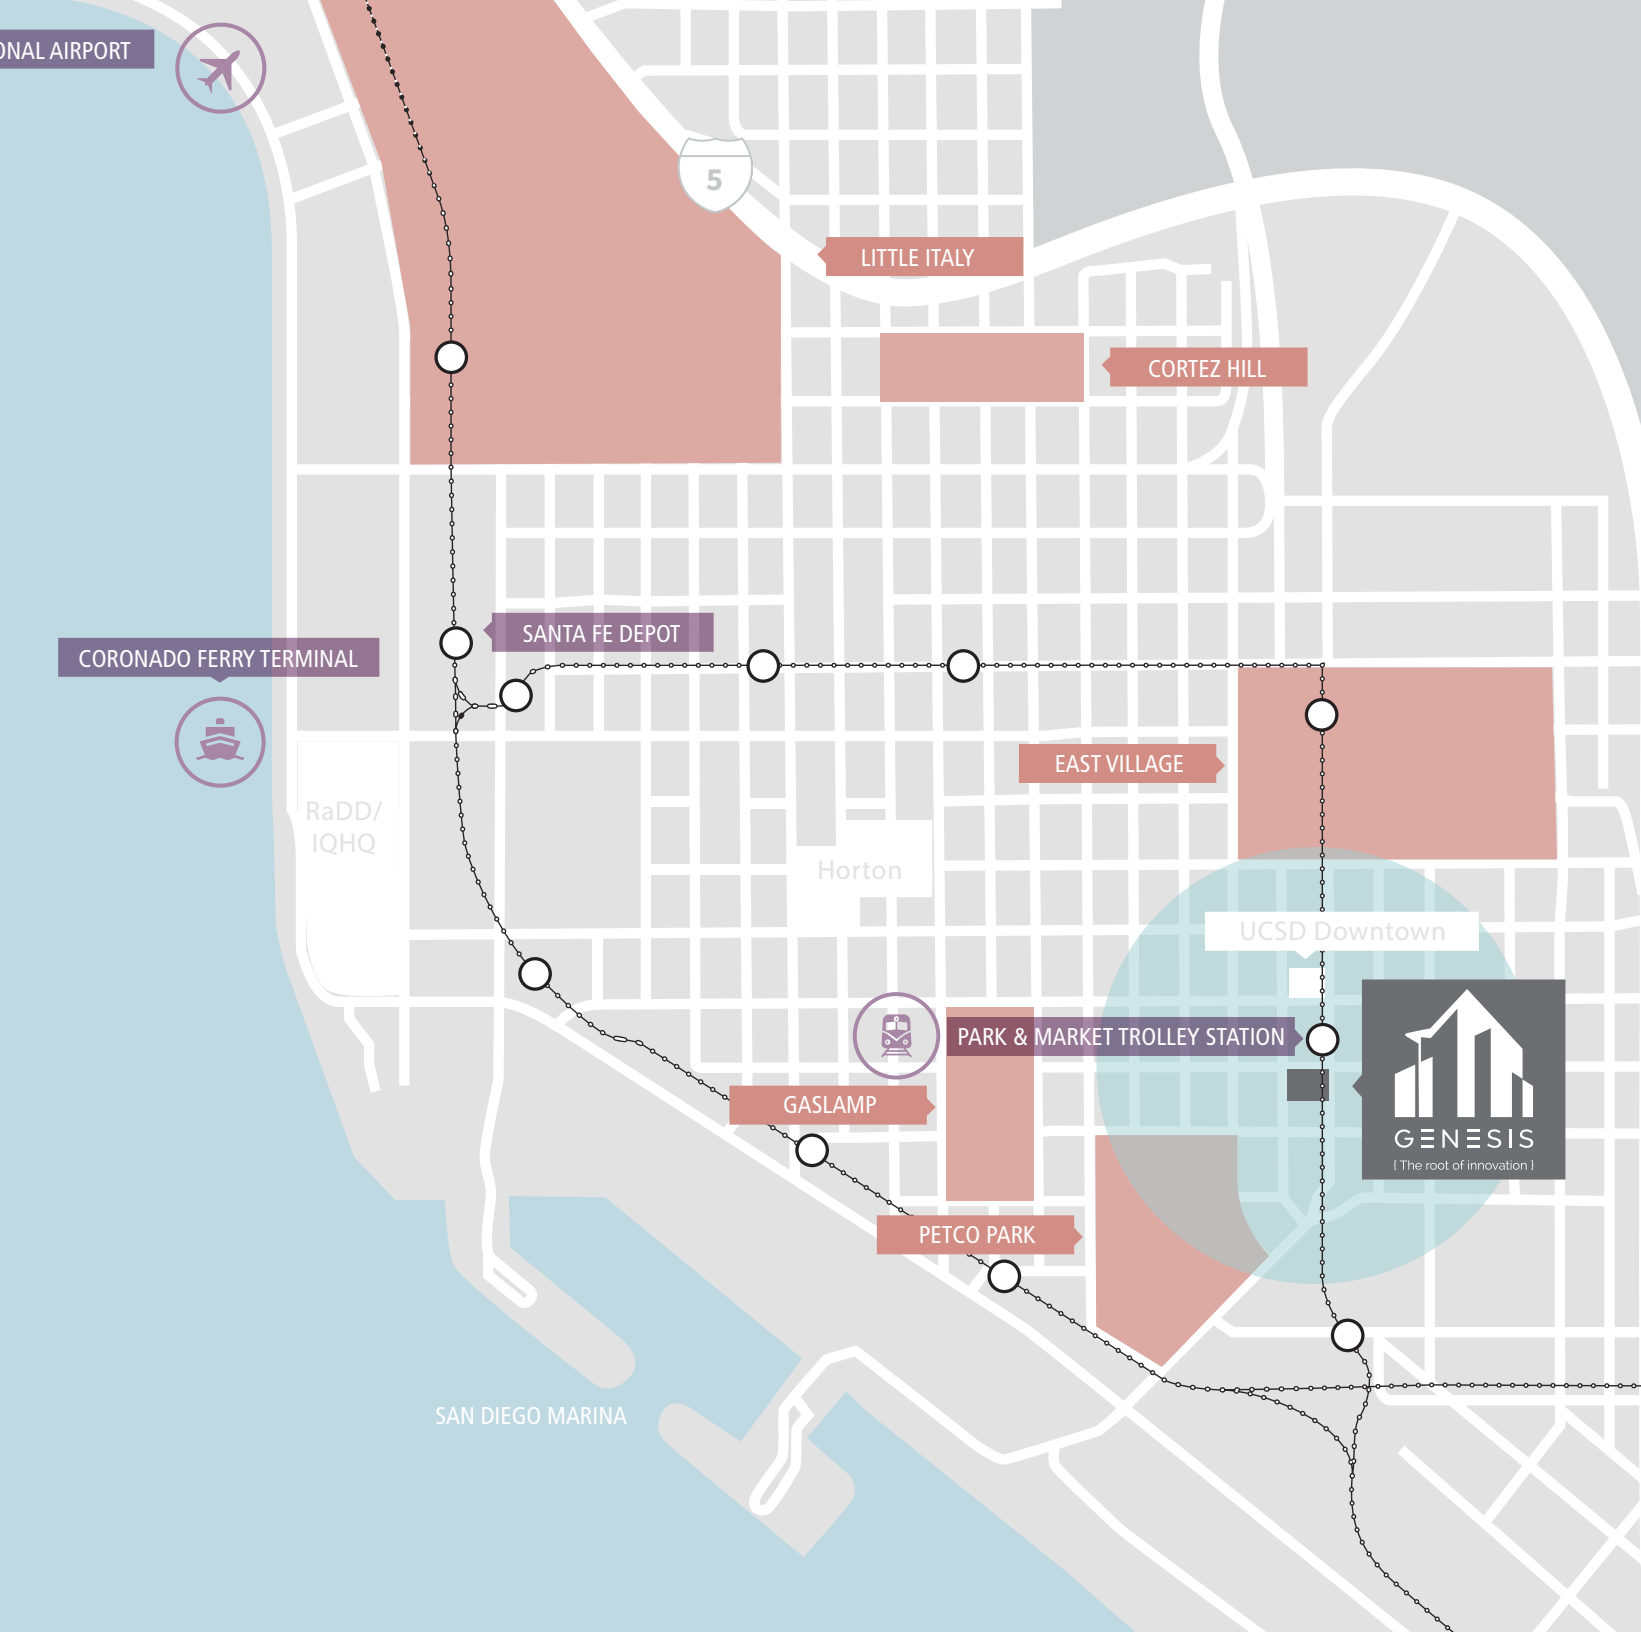 ONAL AIRPORT
5
LITTLE ITALY
CORTEZ HILL
SANTA FE DEPOT
CORONADO FERRY TERMINAL
EAST VILLAGE
RaDD/
IQHQ
Horton
UCSD Downtown
PARK & MARKET TROLLEY STATION
GASLAMP
GENESIS
[ The root of innovation ]
PETCO PARK
SAN DIEGO MARINA